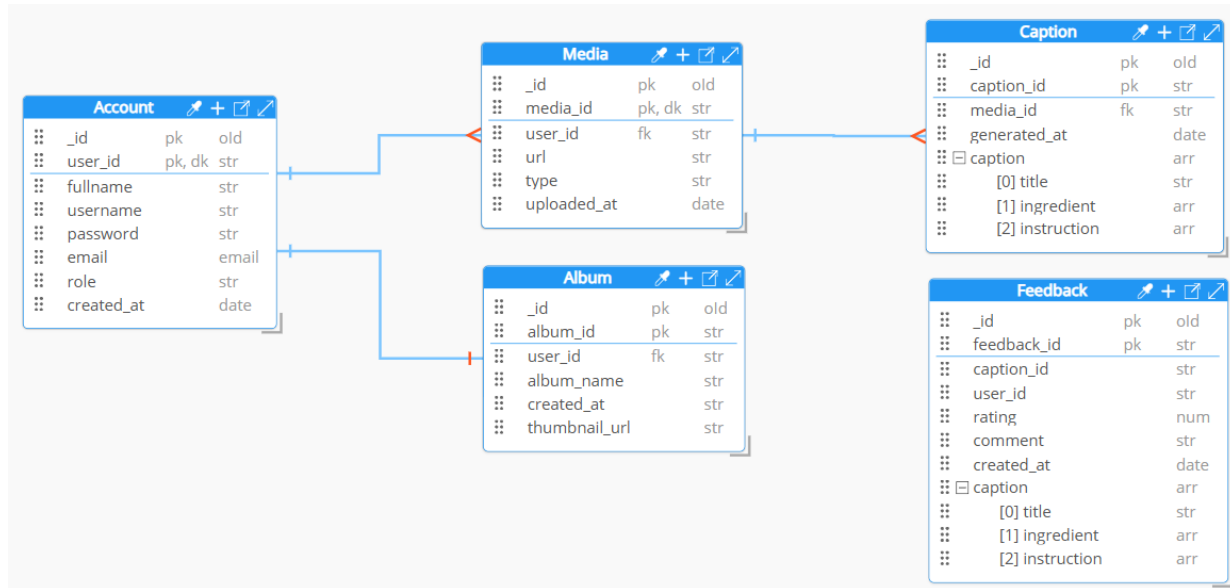 Account
_id pk oId
user_id pk, dk str
fullname str
username str
password str
email email
role str
created_at date
Media
_id pk oId
media_id pk, dk str
user_id fk str
url str
type str
uploaded_at date
Album
_id pk oId
album_id pk str
user_id fk str
album_name str
created_at str
thumbnail_url str
Caption
_id pk oId
caption_id pk str
media_id fk str
generated_at date
caption arr
[0] title str
[1] ingredient arr
[2] instruction arr
Feedback
_id pk oId
feedback_id pk str
caption_id str
user_id str
rating num
comment str
created_at date
caption arr
[0] title str
[1] ingredient arr
[2] instruction arr